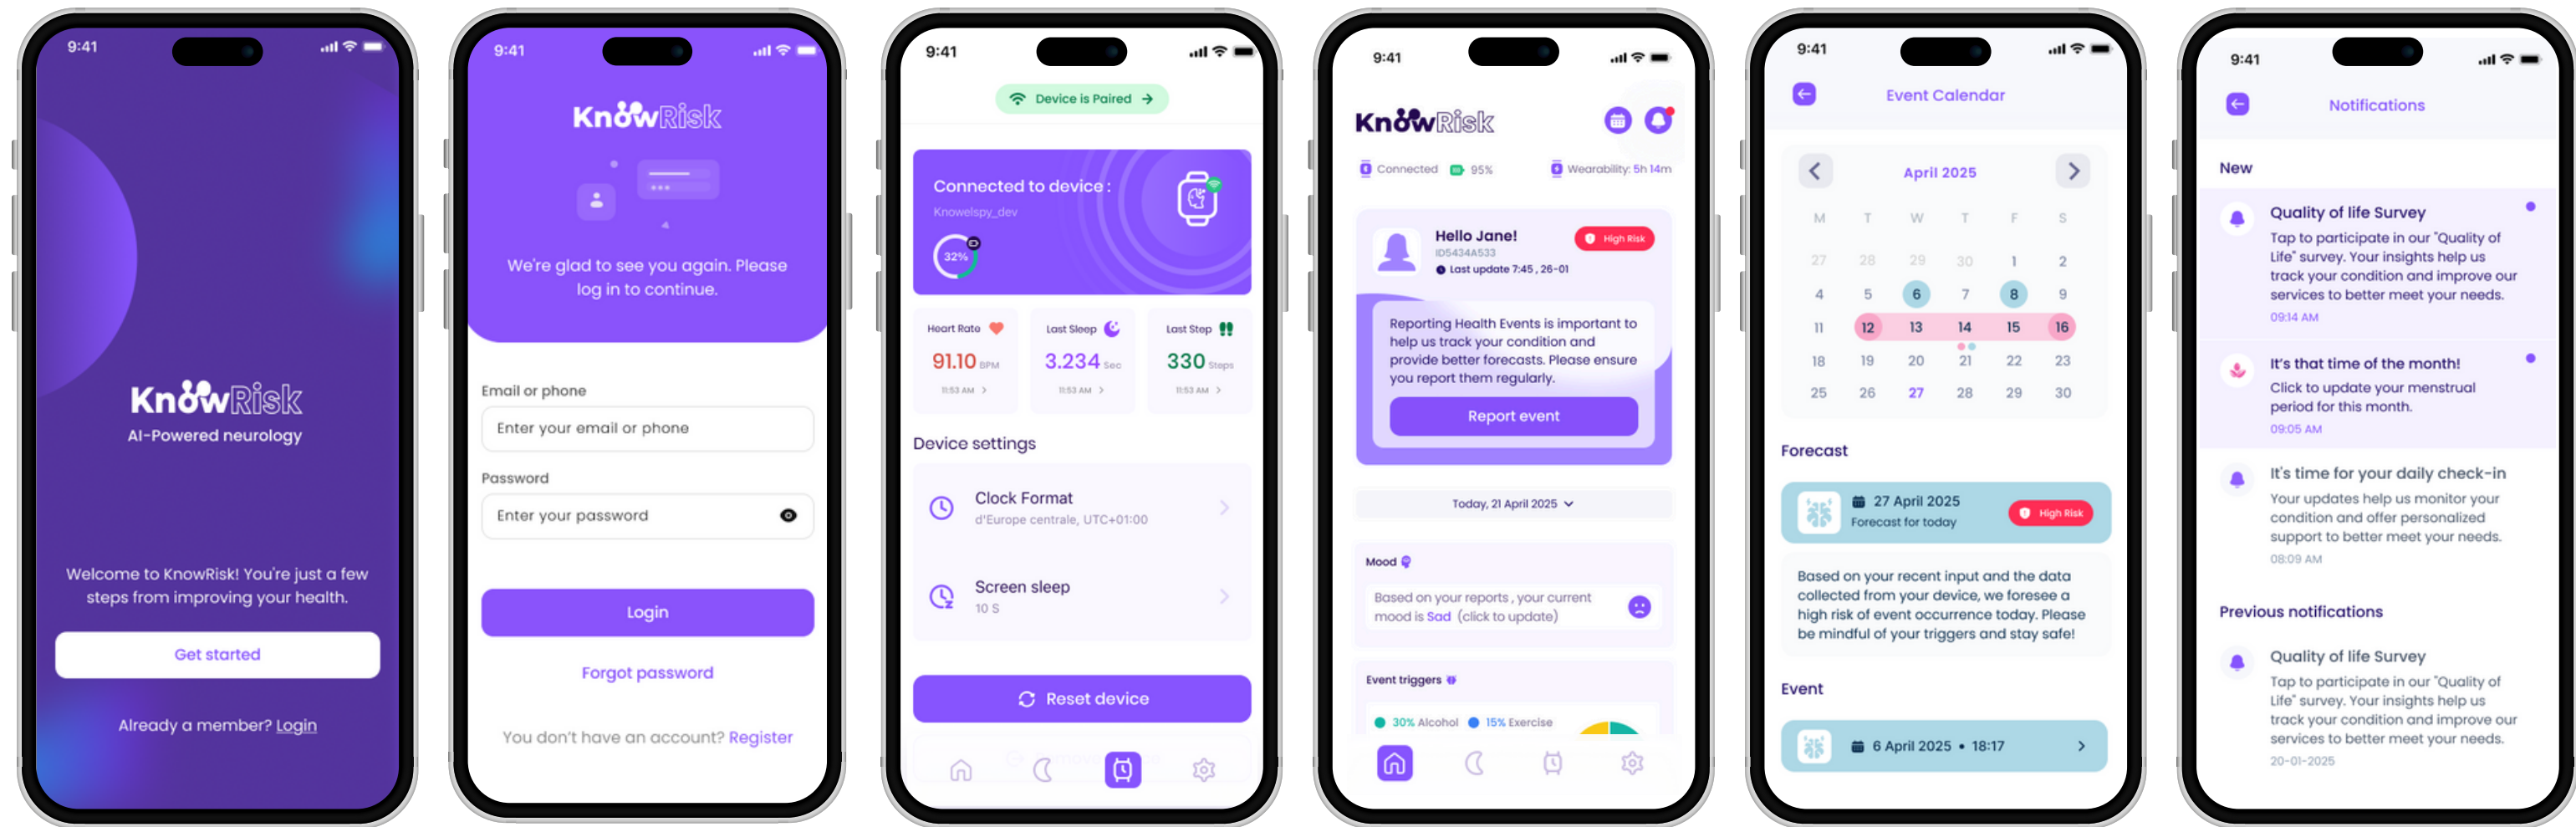 9:41
KnowRisk
AI-Powered neurology
Welcome to KnowRisk! You're just a few
steps from improving your health.
Get started
Already a member? Login
9:41
KnowRisk
We're glad to see you again. Please
log in to continue.
Email or phone
Enter your email or phone
Password
Enter your password
Login
Forgot password
You don't have an account? Register
9:41
Device is Paired
Connected to device :
Knowelspy_dev
32%
Heart Rate Last Sleep Last Step
91.10 BPM 3.234 Sec 330 Steps
11:53 AM 11:53 AM 11:53 AM
Device settings
Clock Format
d'Europe centrale, UTC+01:00
Screen sleep
10 S
Reset device
9:41
KnowRisk
Connected 95% Wearability: 5h 14m
Hello Jane! High Risk
ID5434A533
Last update 7:45 , 26-01
Reporting Health Events is important to
help us track your condition and
provide better forecasts. Please ensure
you report them regularly.
Report event
Today, 21 April 2025
Mood
Based on your reports , your current
mood is Sad (click to update)
Event triggers
30% Alcohol 15% Exercise
9:41
Event Calendar
April 2025
M T W T F S
27 28 29 30 1 2
4 5 6 7 8 9
11 12 13 14 15 16
18 19 20 21 22 23
25 26 27 28 29 30
Forecast
27 April 2025
Forecast for today
High Risk
Based on your recent input and the data
collected from your device, we foresee a
high risk of event occurrence today. Please
be mindful of your triggers and stay safe!
Event
6 April 2025 • 18:17
9:41
Notifications
New
Quality of life Survey
Tap to participate in our "Quality of
Life" survey. Your insights help us
track your condition and improve our
services to better meet your needs.
09:14 AM
It's that time of the month!
Click to update your menstrual
period for this month.
09:05 AM
It's time for your daily check-in
Your updates help us monitor your
condition and offer personalized
support to better meet your needs.
08:09 AM
Previous notifications
Quality of life Survey
Tap to participate in our "Quality of
Life" survey. Your insights help us
track your condition and improve our
services to better meet your needs.
20-01-2025